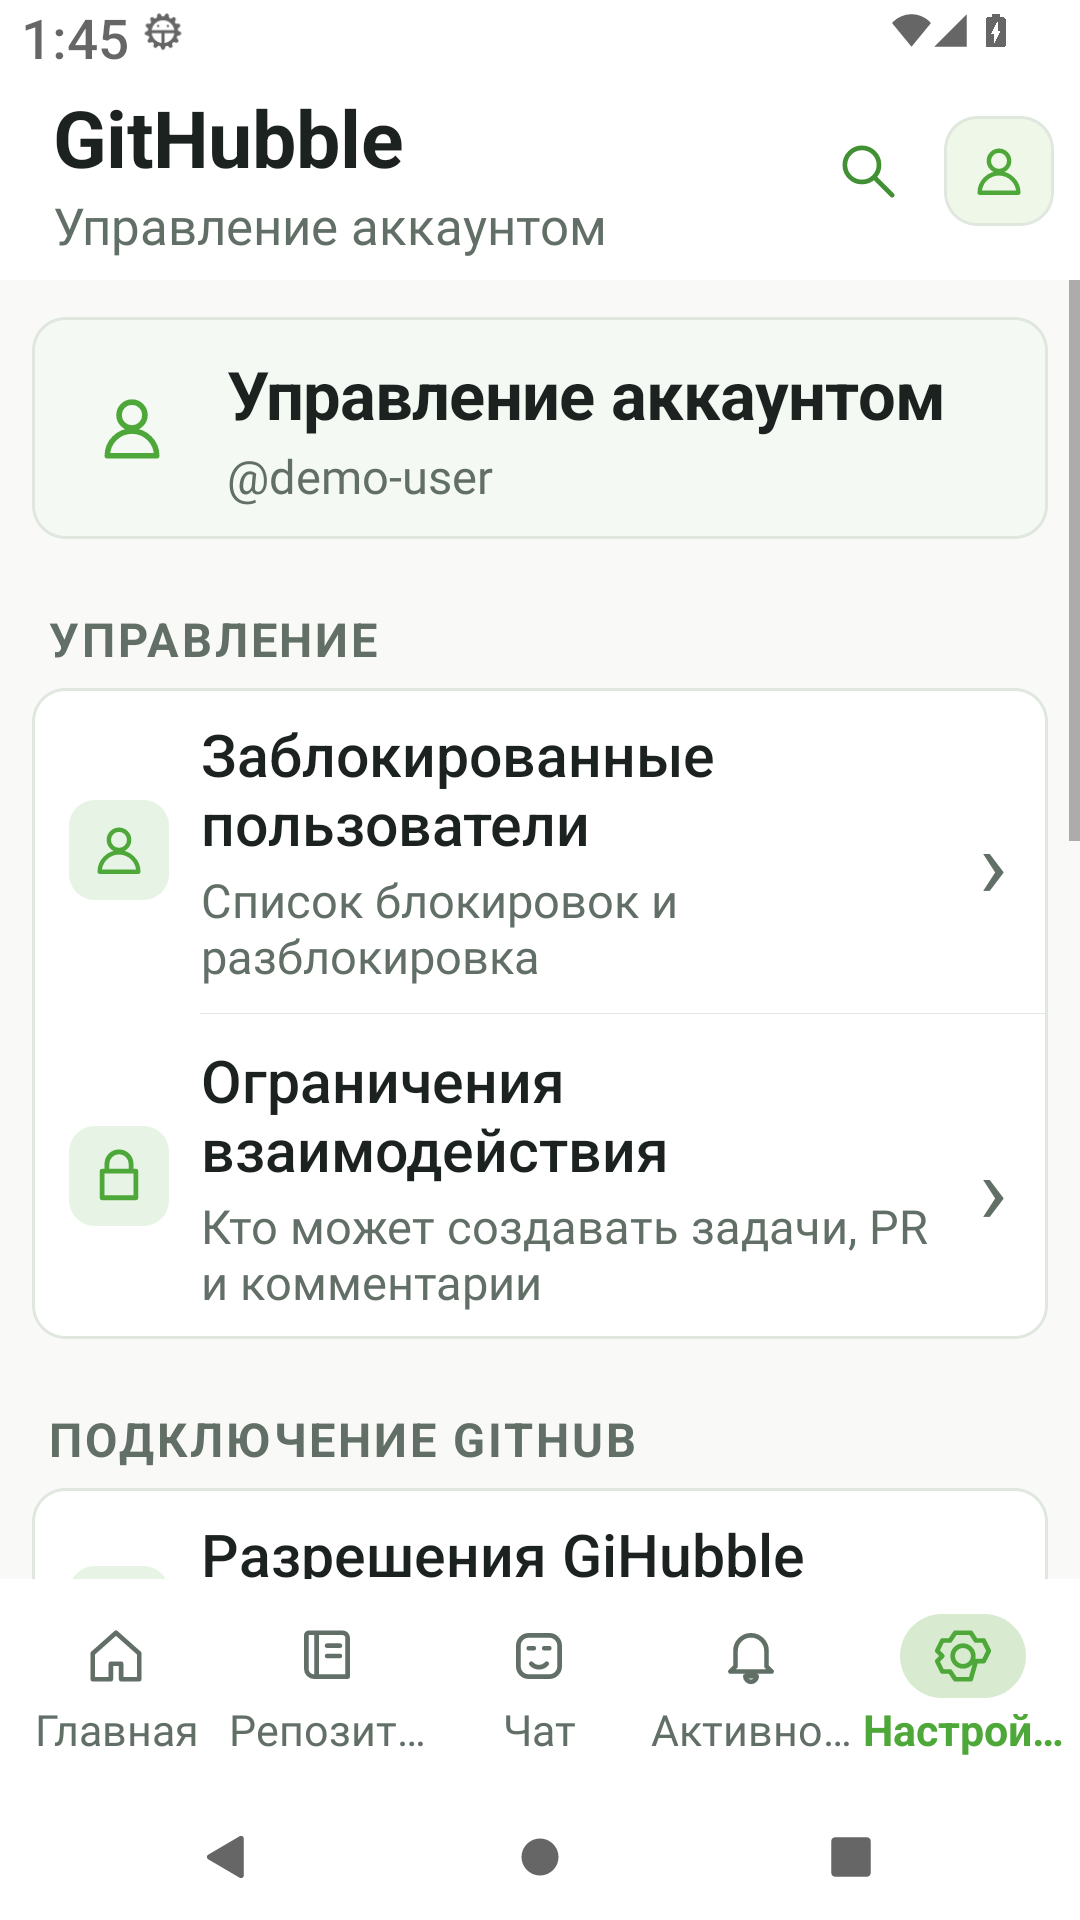 1:45
GitHubble
Управление аккаунтом
Управление аккаунтом
@demo-user
УПРАВЛЕНИЕ
Заблокированные
пользователи
Список блокировок и
разблокировка
Ограничения
взаимодействия
Кто может создавать задачи, PR
и комментарии
ПОДКЛЮЧЕНИЕ GITHUB
Разрешения GiHubble
Главная
Репозит...
Чат
Активно...
Настрой...